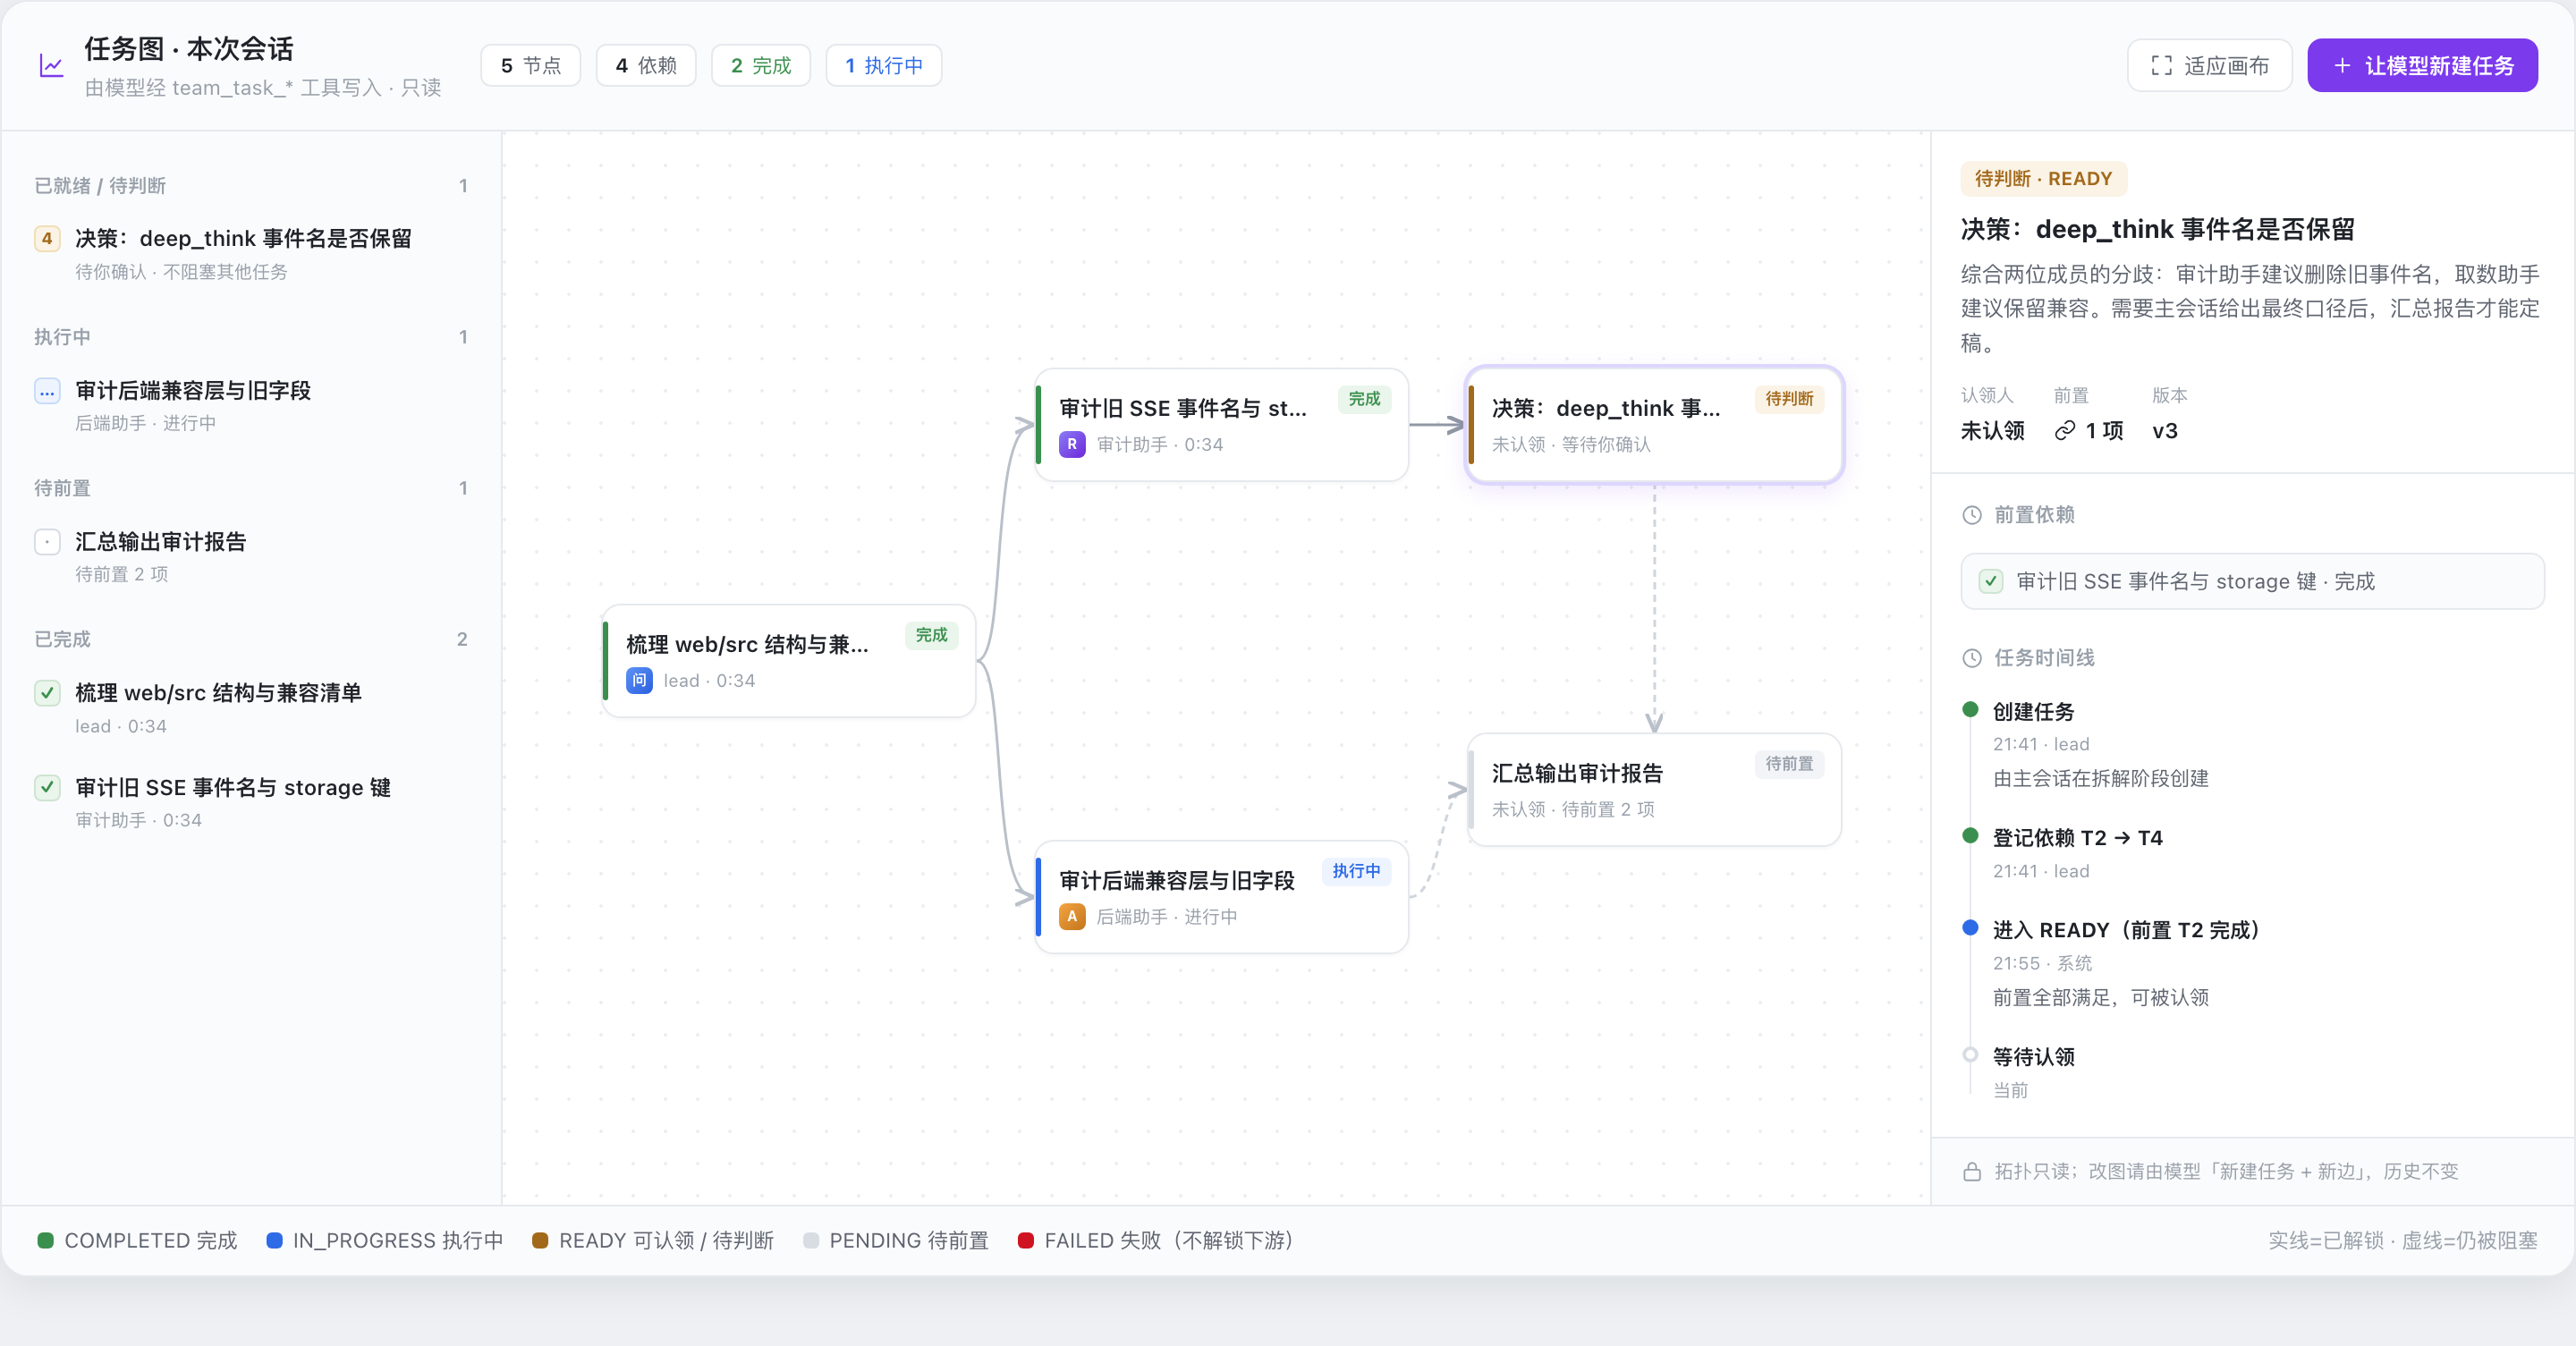 任务图 · 本次会话
由模型经 team_task_* 工具写入 · 只读
5 节点
4 依赖
2 完成
1 执行中
适应画布
+ 让模型新建任务
已就绪 / 待判断 1
4 决策：deep_think 事件名是否保留
待你确认 · 不阻塞其他任务
执行中 1
... 审计后端兼容层与旧字段
后端助手 · 进行中
待前置 1
· 汇总输出审计报告
待前置 2 项
已完成 2
梳理 web/src 结构与兼容清单
lead · 0:34
审计旧 SSE 事件名与 storage 键
审计助手 · 0:34
审计旧 SSE 事件名与 st... 完成
R 审计助手 · 0:34
决策：deep_think 事... 待判断
未认领 · 等待你确认
梳理 web/src 结构与兼... 完成
问 lead · 0:34
汇总输出审计报告 待前置
未认领 · 待前置 2 项
审计后端兼容层与旧字段 执行中
A 后端助手 · 进行中
待判断 · READY
决策：deep_think 事件名是否保留
综合两位成员的分歧：审计助手建议删除旧事件名，取数助手
建议保留兼容。需要主会话给出最终口径后，汇总报告才能定
稿。
认领人 前置 版本
未认领 1 项 v3
前置依赖
审计旧 SSE 事件名与 storage 键 · 完成
任务时间线
创建任务
21:41 · lead
由主会话在拆解阶段创建
登记依赖 T2 → T4
21:41 · lead
进入 READY（前置 T2 完成）
21:55 · 系统
前置全部满足，可被认领
等待认领
当前
拓扑只读；改图请由模型「新建任务 + 新边」，历史不变
COMPLETED 完成
IN_PROGRESS 执行中
READY 可认领 / 待判断
PENDING 待前置
FAILED 失败（不解锁下游）
实线=已解锁 · 虚线=仍被阻塞